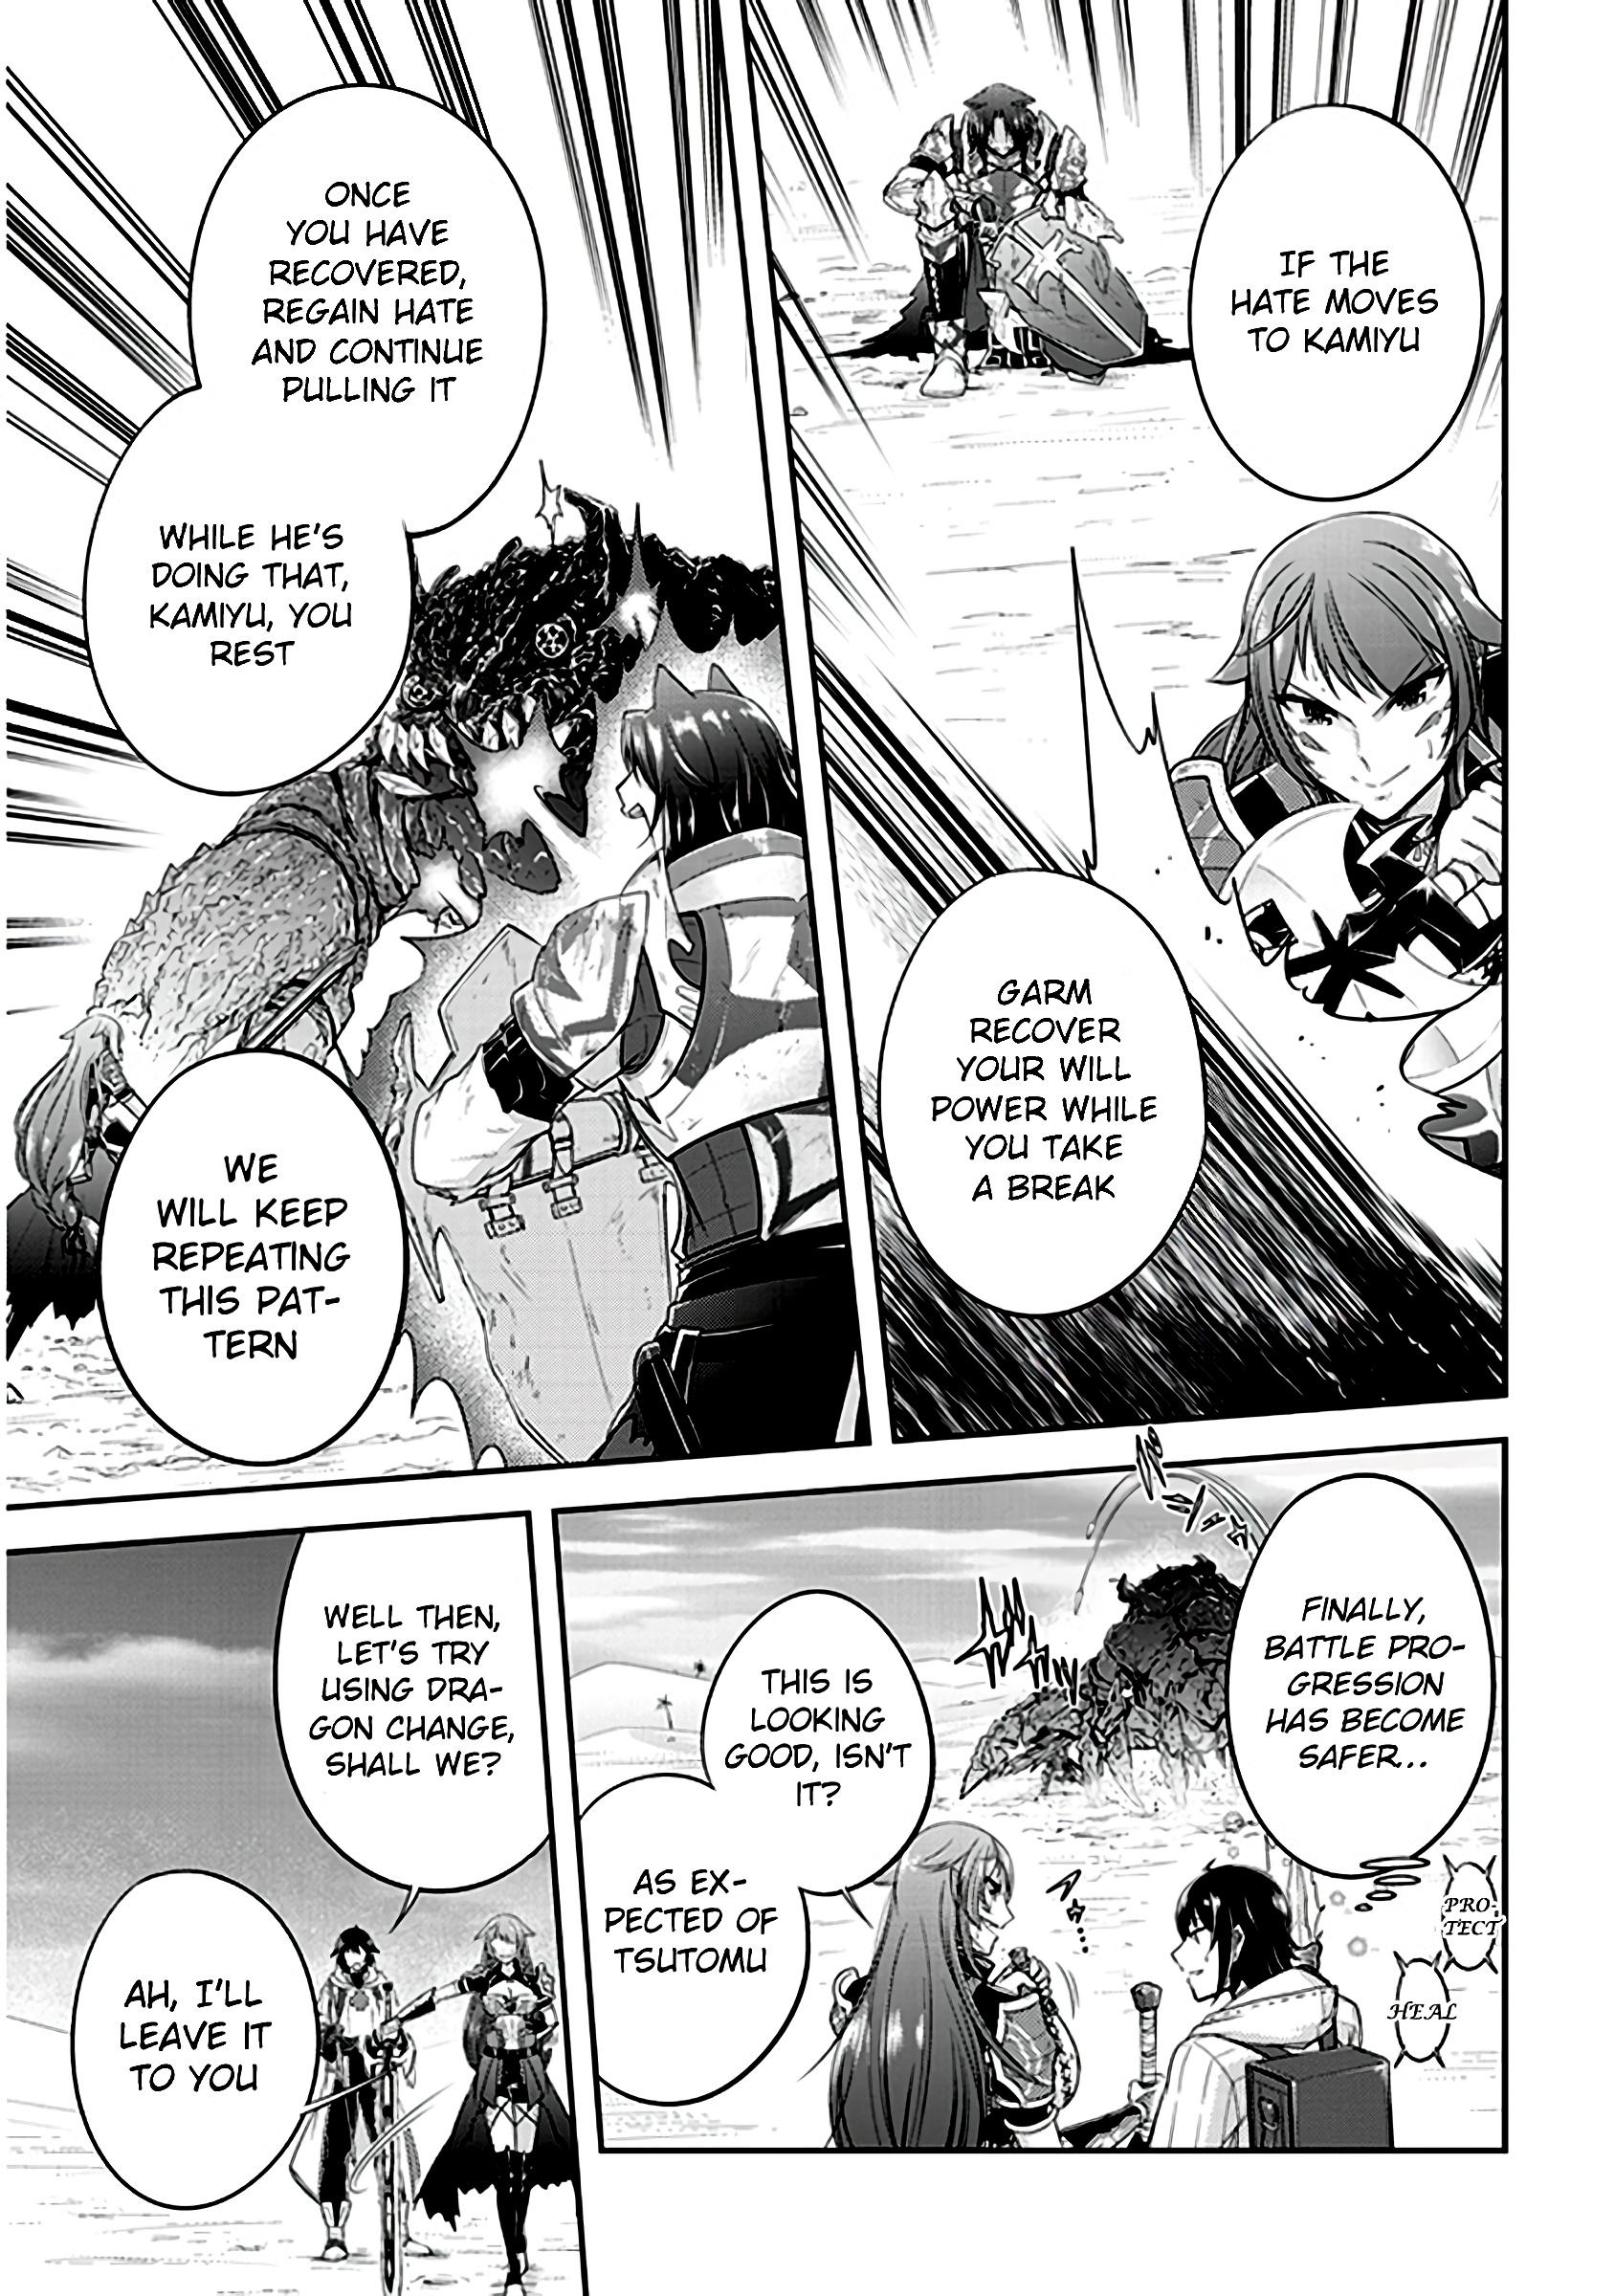 IF THE
HATE MOVES
TO KAMIYU
GARM
RECOVER
YOUR WILL
POWER WHILE
YOU TAKE
A BREAK
ONCE
YOU HAVE
RECOVERED,
REGAIN HATE
AND CONTINUE
PULLING IT
WHILE HE'S
DOING THAT,
KAMIYU, YOU
REST
WE
WILL KEEP
REPEATING
THIS PAT-
TERN
FINALLY,
BATTLE PRO-
GRESSION
HAS BECOME
SAFER...
PRO-
TECT
HEAL
THIS IS
LOOKING
GOOD, ISN'T
IT?
AS EX-
PECTED OF
TSUTOMU
WELL THEN,
LET'S TRY
USING DRA-
GON CHANGE,
SHALL WE?
AH, I'LL
LEAVE IT
TO YOU